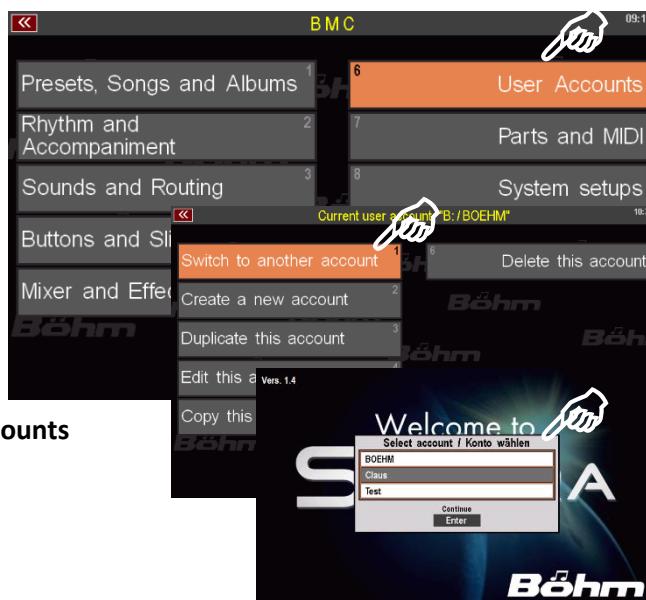 BMC
09:1
Presets, Songs and Albums 1
6 User Accounts
Rhythm and
Accompaniment 2
7 Parts and MIDI
Sounds and Routing 3
8 System setups
Current user account "B:/BOEHM"
10:
Buttons and Sli
Switch to another account 1
6 Delete this account
Mixer and Effe
Create a new account 2
Böhm
Böhm
Duplicate this account 3
Böh
Böhm
Edit this a
4
Vers. 1.4
ounts
Copy this
Welcome to
Böhm
S A
Select account / Konto wählen
BOEHM
Claus
Test
Continue
Enter
Böhm